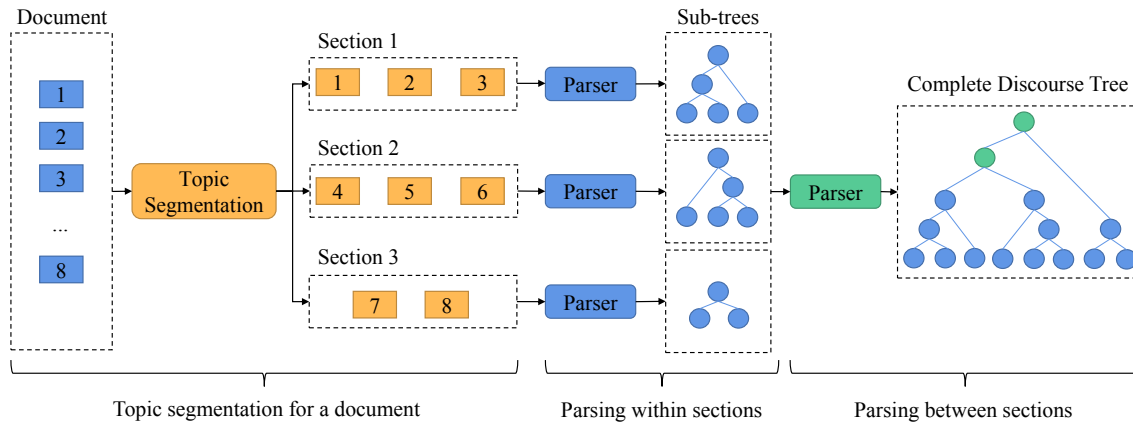 Document
1
2
3
...
8
Topic
Segmentation
Section 1
1 2 3
Section 2
4 5 6
Section 3
7 8
Parser
Parser
Parser
Sub-trees
Parser
Complete Discourse Tree
Topic segmentation for a document
Parsing within sections
Parsing between sections